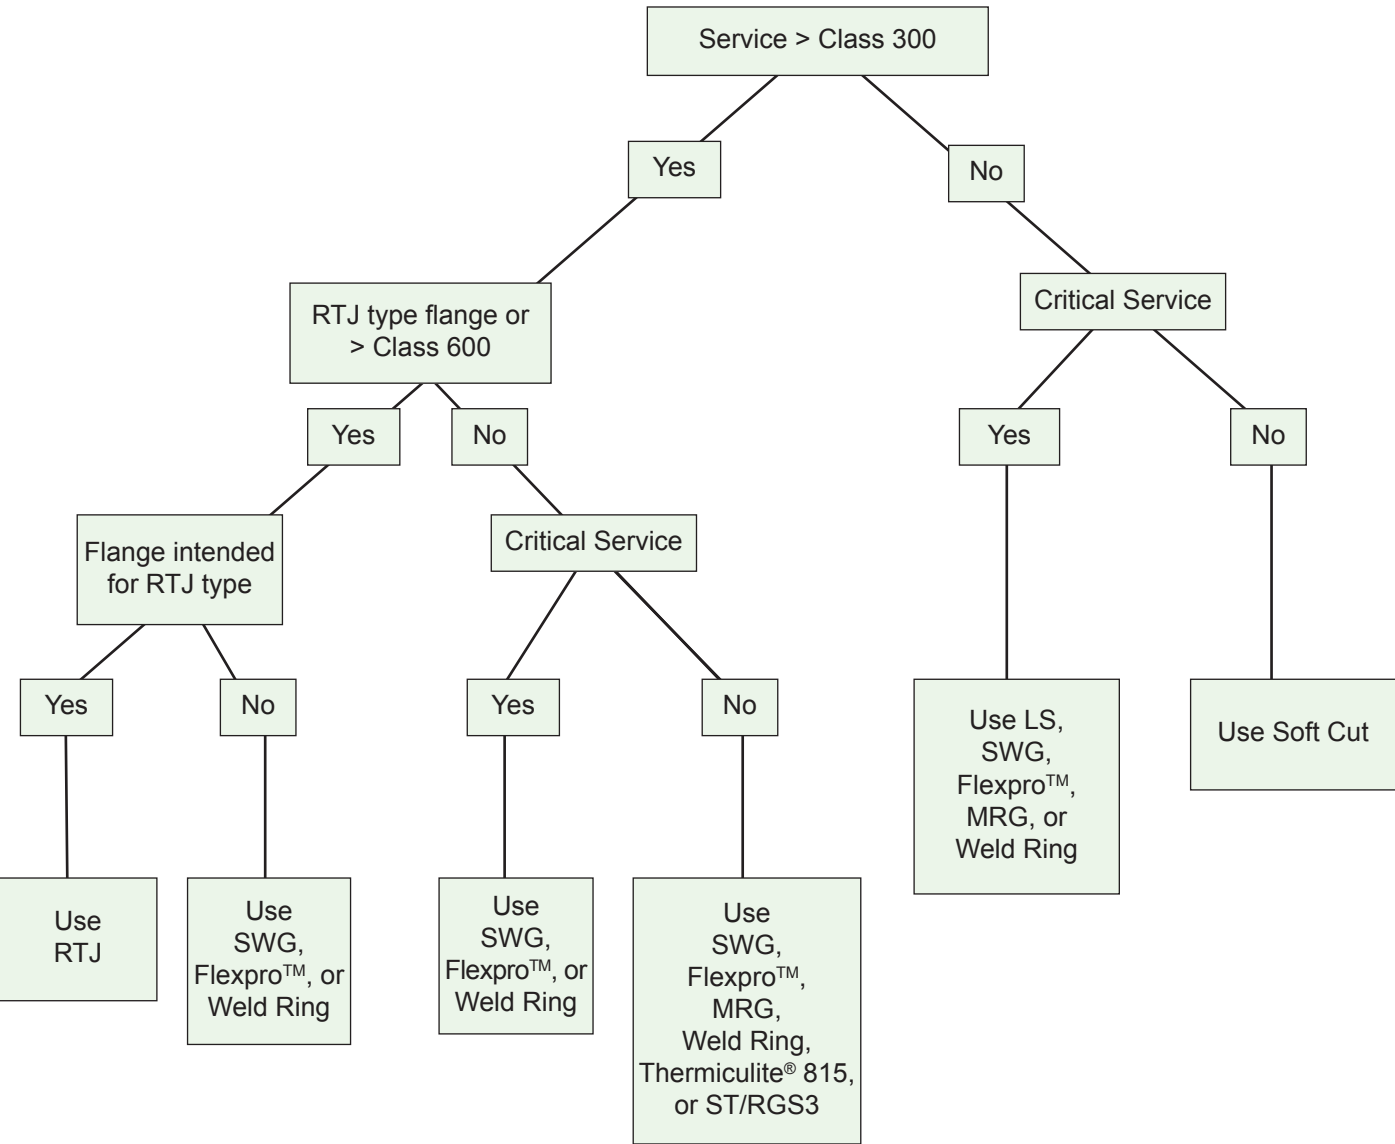 Service > Class 300
Yes
No
RTJ type flange or
> Class 600
Critical Service
Yes
No
Yes
No
Flange intended
for RTJ type
Critical Service
Yes
No
Yes
No
Use LS,
SWG,
Flexpro™,
MRG, or
Weld Ring
Use Soft Cut
Use
RTJ
Use
SWG,
Flexpro™, or
Weld Ring
Use
SWG,
Flexpro™, or
Weld Ring
Use
SWG,
Flexpro™,
MRG,
Weld Ring,
Thermiculite® 815,
or ST/RGS3